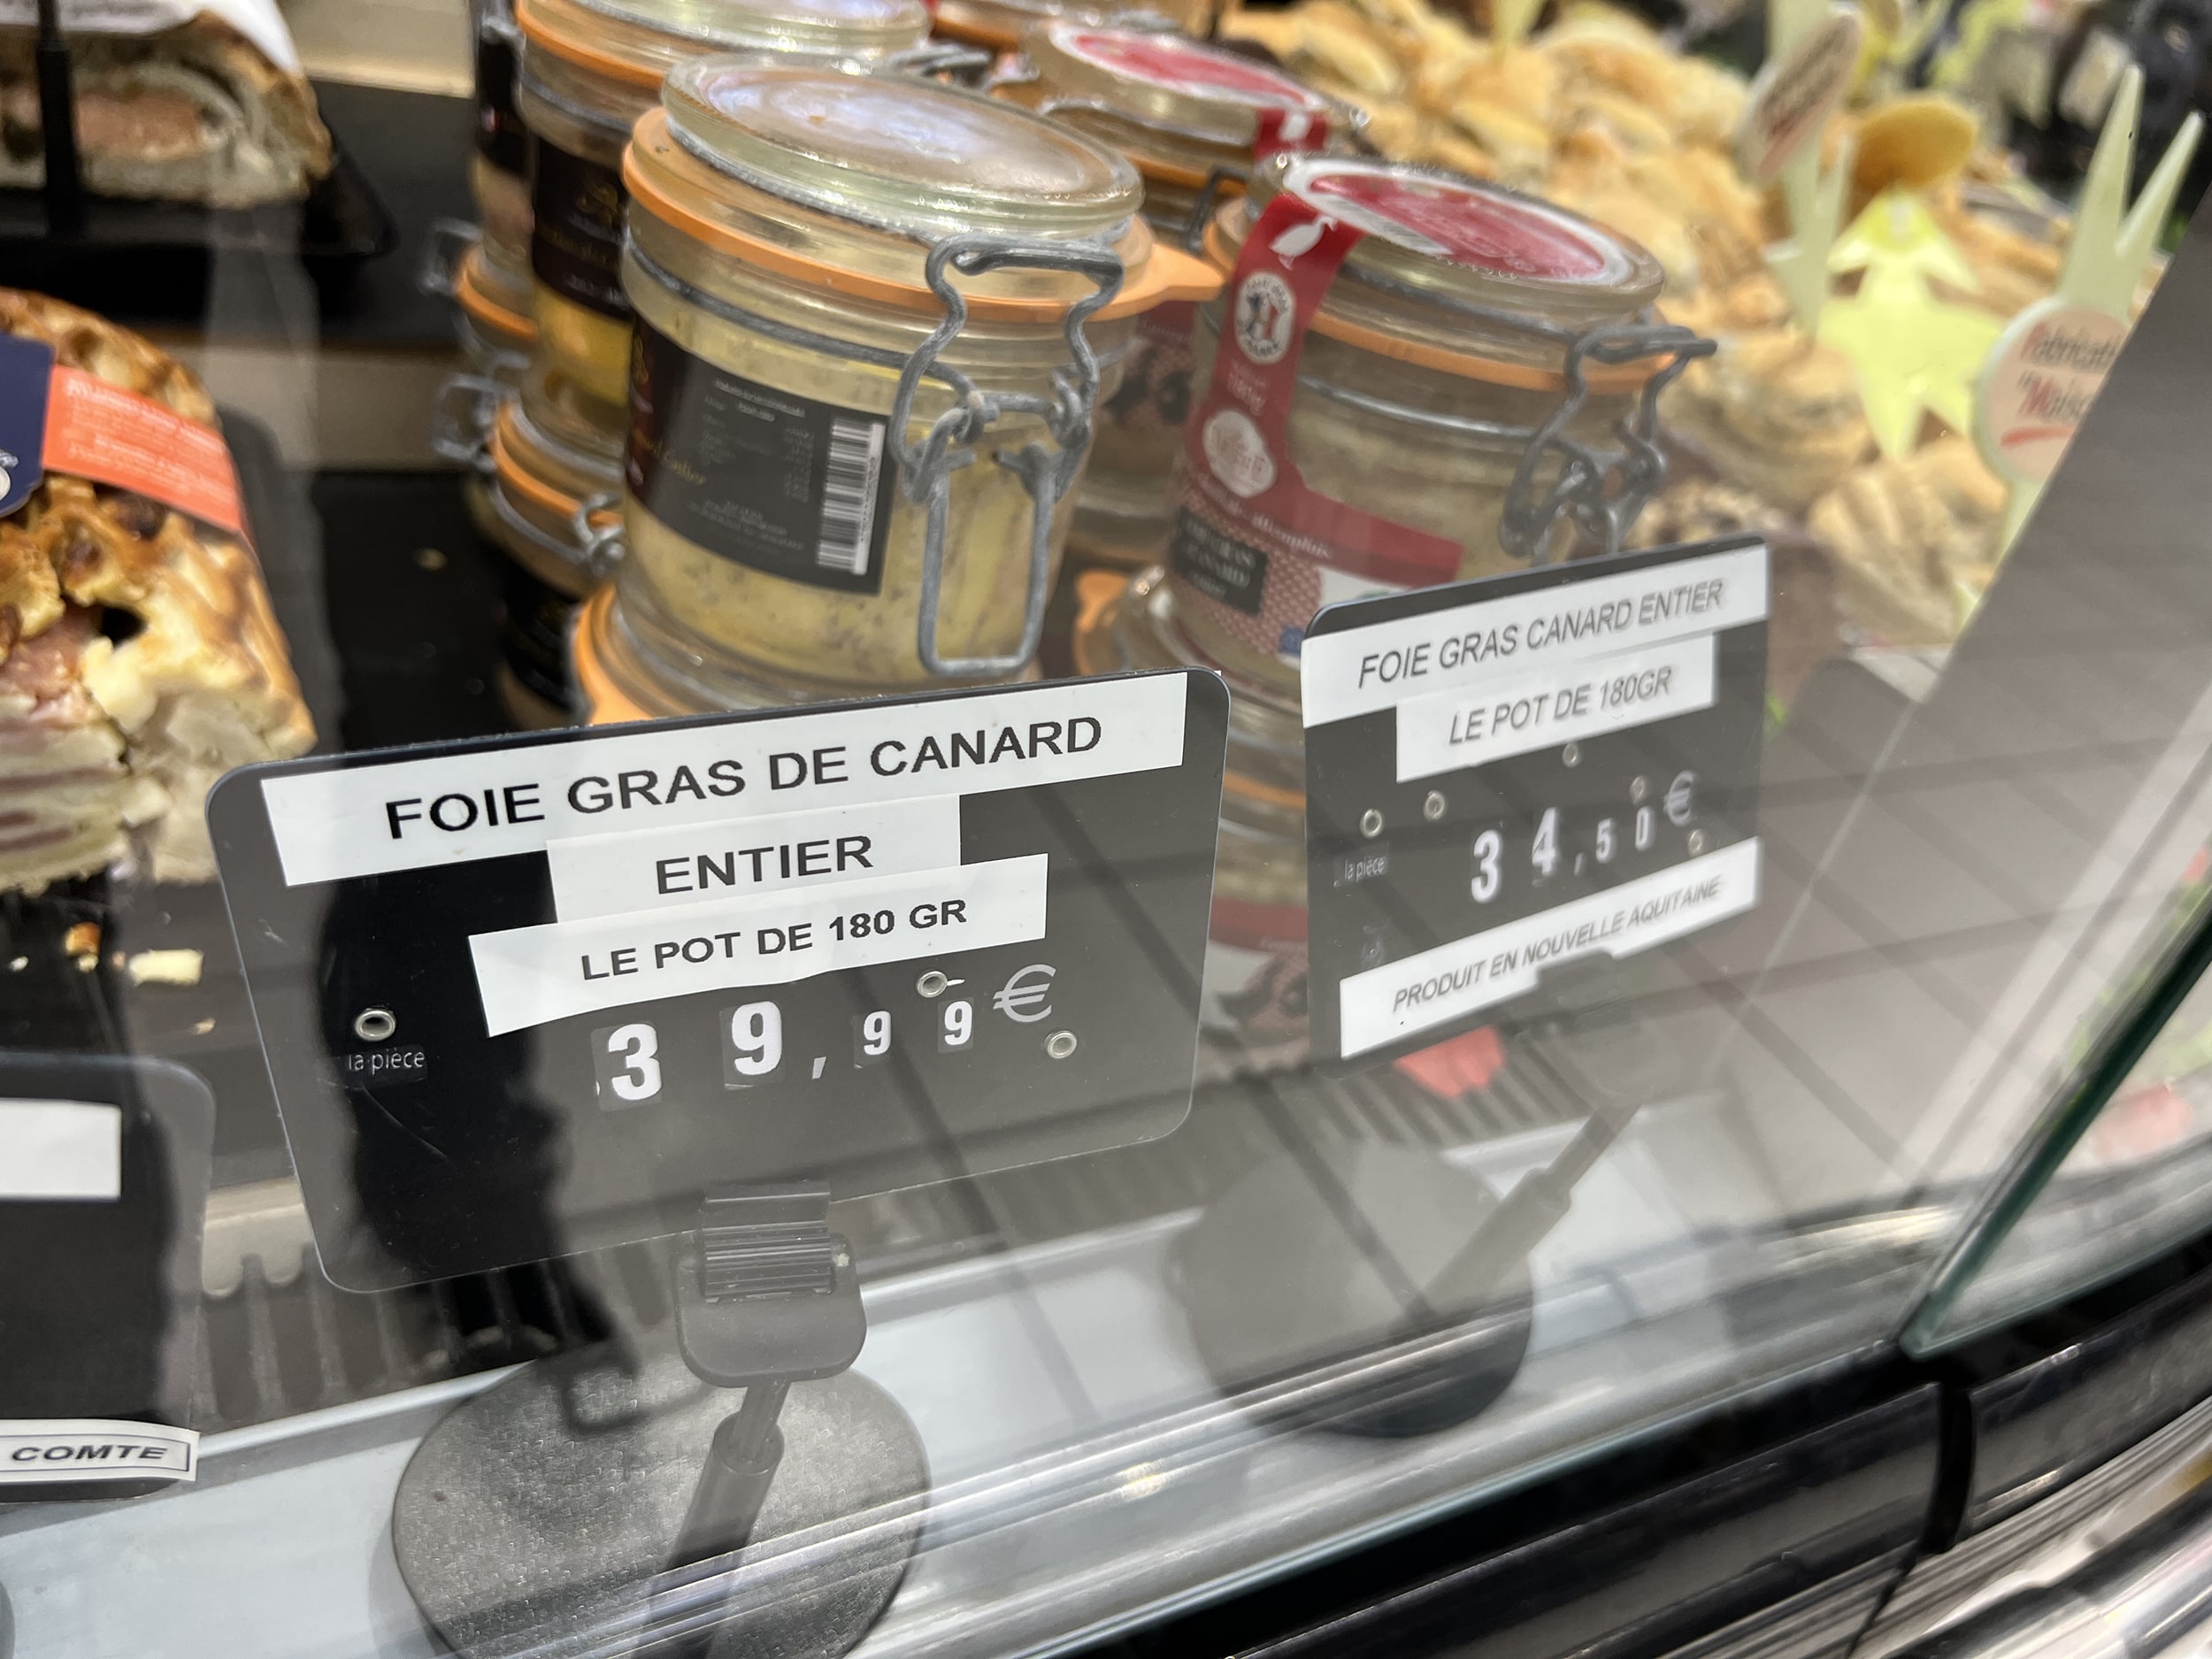 FOIE GRAS DE CANARD
ENTIER
LE POT DE 180 GR
la pièce
39,99€
FOIE GRAS CANARD ENTIER
LE POT DE 180GR
la pièce
34,50€
PRODUIT EN NOUVELLE AQUITAINE
COMTE